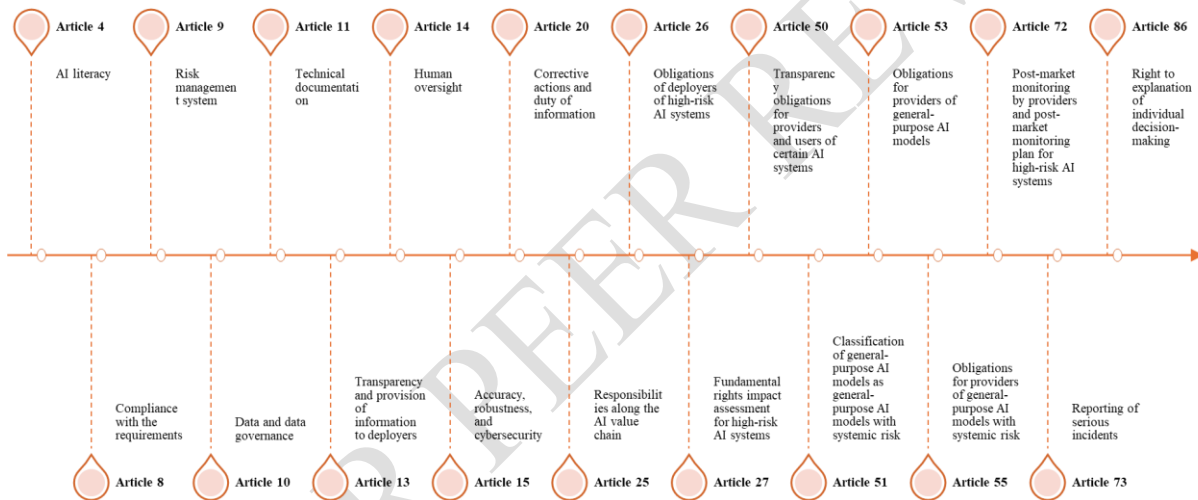 Article 4
Article 9
Article 11
Article 14
Article 20
Article 26
Article 50
Article 53
Article 72
Article 86
AI literacy
Risk
managemen
t system
Technical
documentati
on
Human
oversight
Corrective
actions and
duty of
information
Obligations
of deployers
of high-risk
AI systems
Transparenc
y
obligations
for
providers
and users of
certain AI
systems
Obligations
for
providers of
general-
purpose AI
models
Post-market
monitoring
by providers
and post-
market
monitoring
plan for
high-risk AI
systems
Right to
explanation
of
individual
decision-
making
Compliance
with the
requirements
Data and data
governance
Transparency
and provision
of
information
to deployers
Accuracy,
robustness,
and
cybersecurity
Responsibilit
ies along the
AI value
chain
Fundamental
rights impact
assessment
for high-risk
AI systems
Classification
of general-
purpose AI
models as
general-
purpose AI
models with
systemic risk
Obligations
for providers
of general-
purpose AI
models with
systemic risk
Reporting of
serious
incidents
Article 8
Article 10
Article 13
Article 15
Article 25
Article 27
Article 51
Article 55
Article 73
R PEER REV